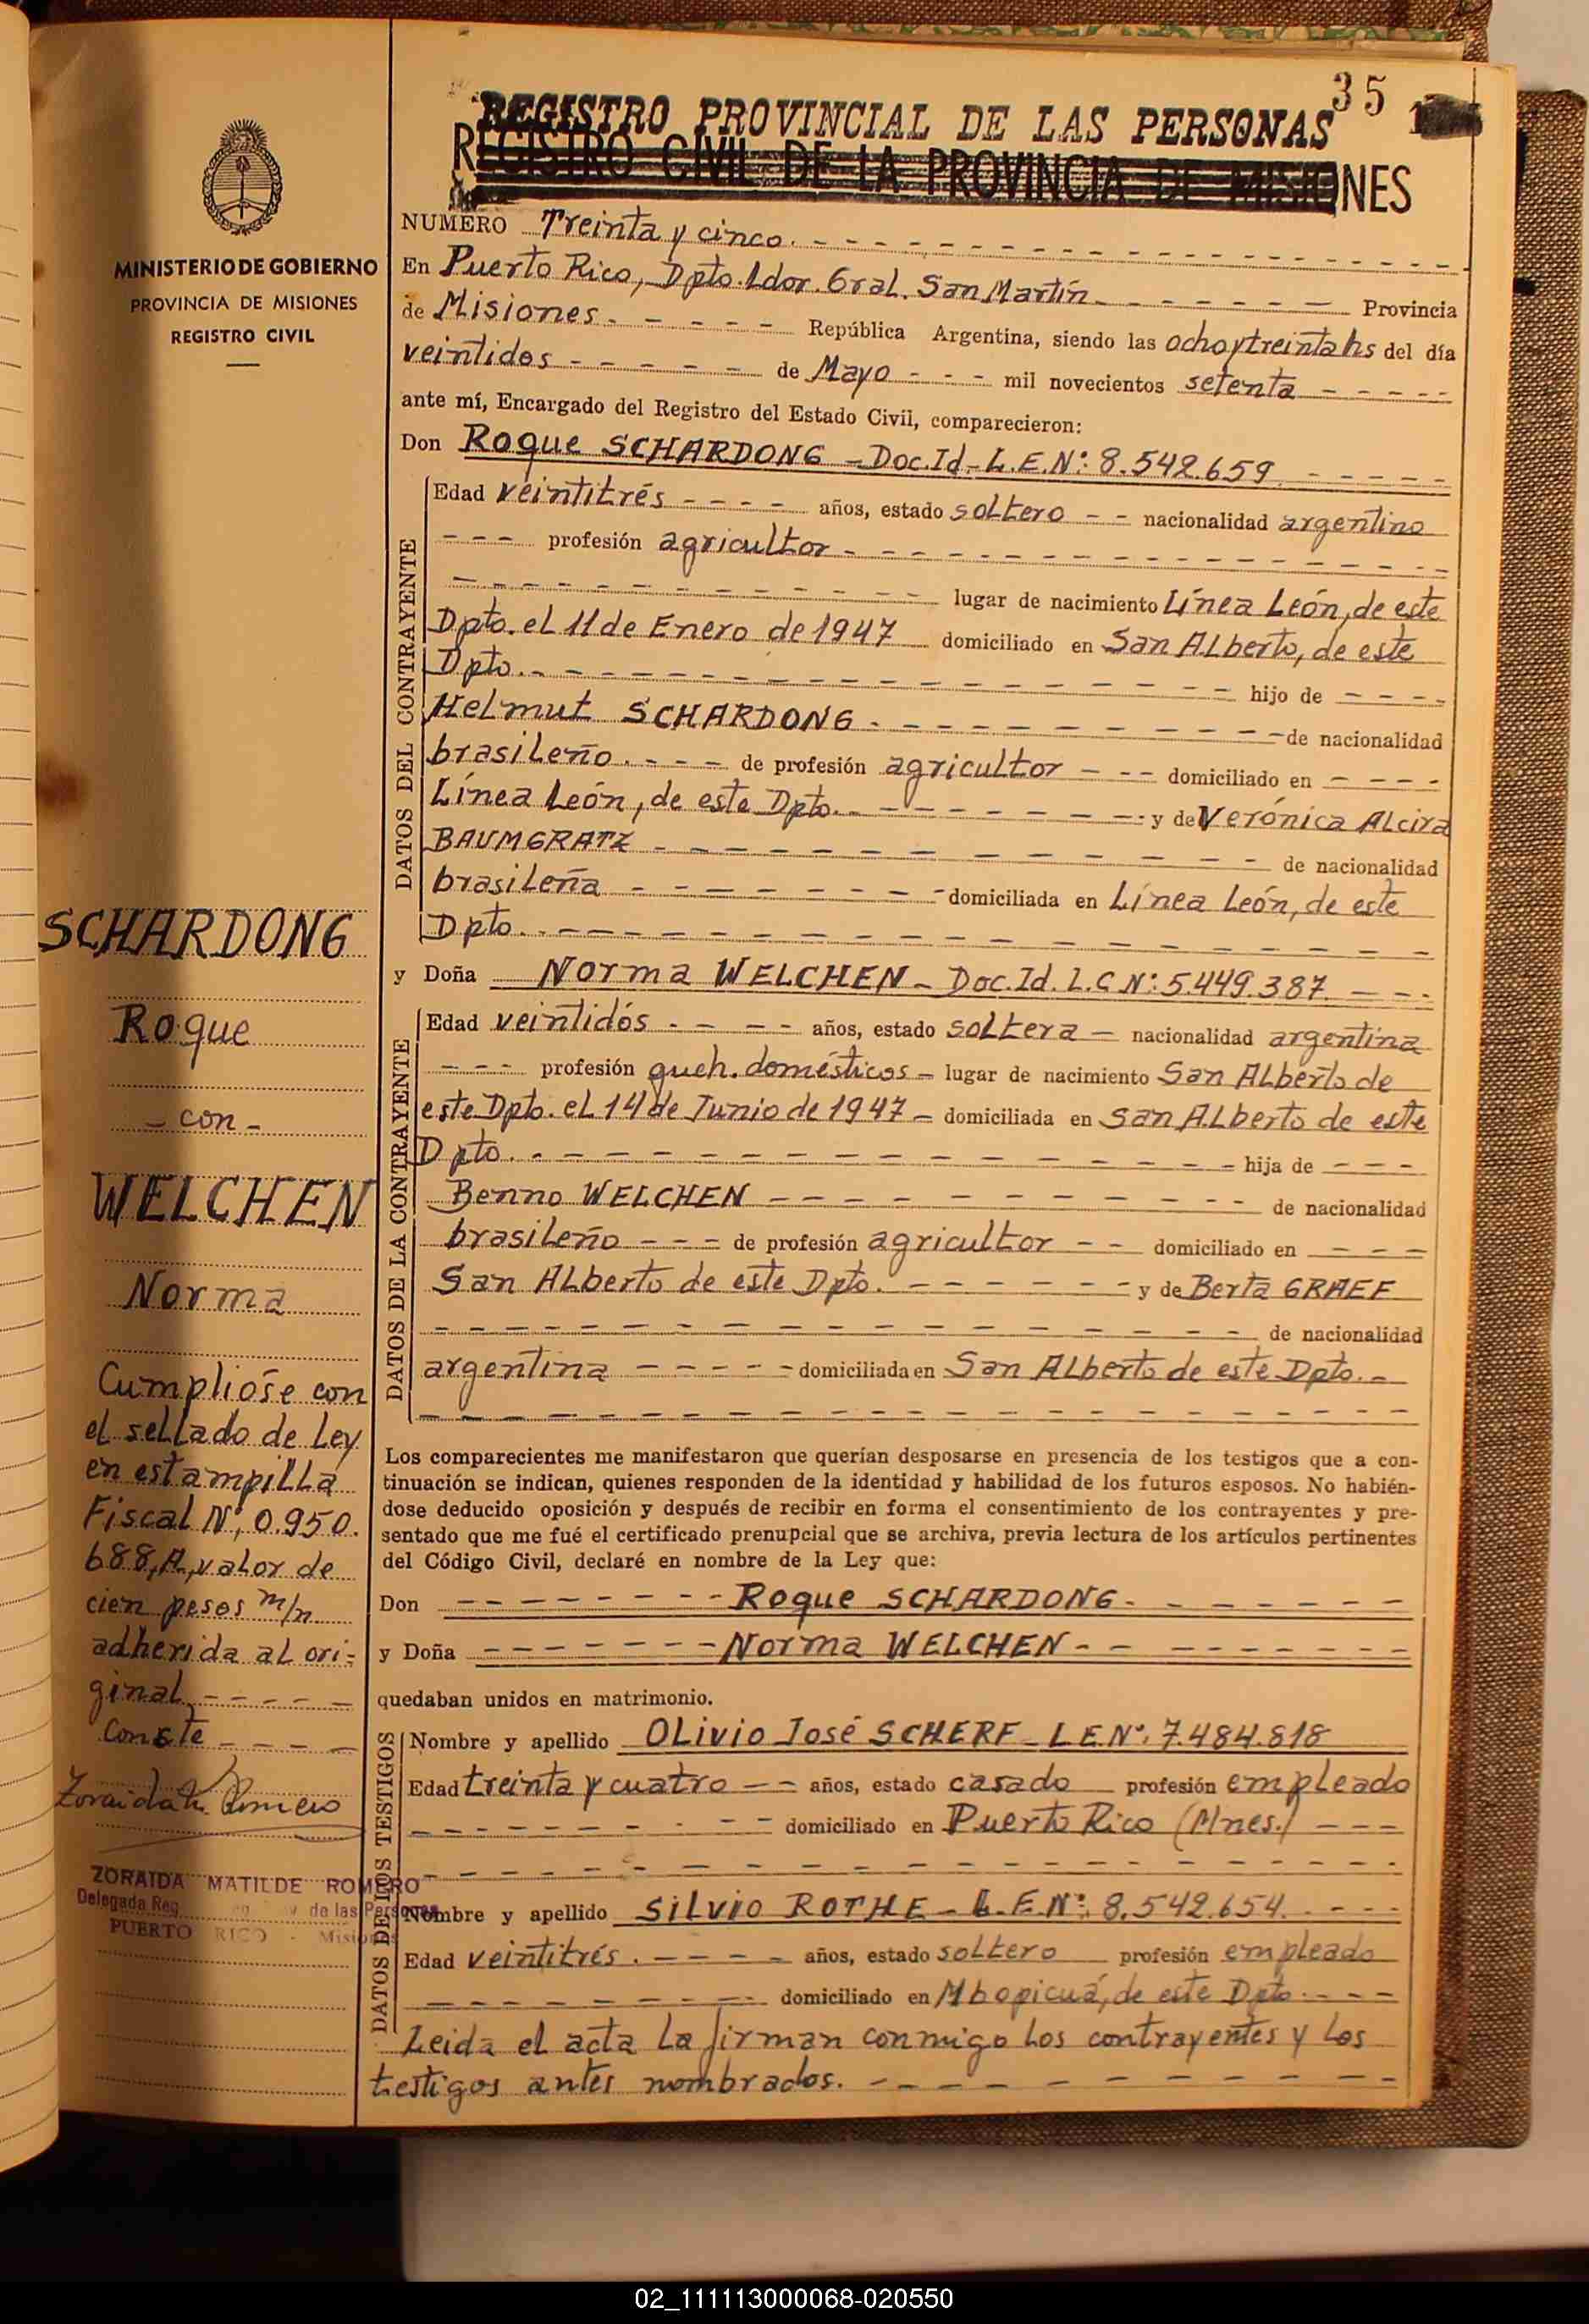 35
REGISTRO PROVINCIAL DE LAS PERSONAS
REGISTRO CIVIL DE LA PROVINCIA DE MISIONES
MINISTERIO DE GOBIERNO
PROVINCIA DE MISIONES
REGISTRO CIVIL
NUMERO Treinta y cinco.
En Puerto Rico, Dpto. Ldor. Gral. San Martín Provincia
de Misiones República Argentina, siendo las ocho y treinta hs del día
veintidos de Mayo mil novecientos setenta
ante mí, Encargado del Registro del Estado Civil, comparecieron:
Don Roque SCHARDONG - Doc. Id - L.E. Nº: 8.542.659
DATOS DEL CONTRAYENTE
Edad veintitrés años, estado soltero nacionalidad argentino
profesión agricultor
lugar de nacimiento Línea León, de este
Dpto. el 11 de Enero de 1947 domiciliado en San Alberto, de este
Dpto. hijo de
Helmut SCHARDONG de nacionalidad
brasileño de profesión agricultor domiciliado en
Línea León, de este Dpto. y de Verónica Alcira
BAUMGRATZ de nacionalidad
brasileña domiciliada en Línea León, de este
Dpto.
y Doña Norma WELCHEN - Doc. Id. L.C Nº: 5.449.387
DATOS DE LA CONTRAYENTE
Edad veintidós años, estado soltera nacionalidad argentina
profesión queh. domésticos lugar de nacimiento San Alberto de
este Dpto. el 14 de Junio de 1947 domiciliada en San Alberto de este
Dpto. hija de
Benno WELCHEN de nacionalidad
brasileño de profesión agricultor domiciliado en
San Alberto de este Dpto. y de Berta GRAEF
de nacionalidad
argentina domiciliada en San Alberto de este Dpto.
Los comparecientes me manifestaron que querían desposarse en presencia de los testigos que a con-
tinuación se indican, quienes responden de la identidad y habilidad de los futuros esposos. No habién-
dose deducido oposición y después de recibir en forma el consentimiento de los contrayentes y pre-
sentado que me fué el certificado prenupcial que se archiva, previa lectura de los artículos pertinentes
del Código Civil, declaré en nombre de la Ley que:
Don Roque SCHARDONG
y Doña Norma WELCHEN
quedaban unidos en matrimonio.
DATOS DE LOS TESTIGOS
Nombre y apellido Olivio José SCHERF - L E. Nº: 7.484.818
Edad treinta y cuatro años, estado casado profesión empleado
domiciliado en Puerto Rico (Mnes.)
Nombre y apellido Silvio ROTHE - L.E. Nº: 8.542.654
Edad veintitrés años, estado soltero profesión empleado
domiciliado en Mbopicuá, de este Dpto.
Leida el acta la firman conmigo los contrayentes y los
testigos antes nombrados.
SCHARDONG
Roque
- con -
WELCHEN
Norma
Cumplióse con
el sellado de Ley
en estampilla
Fiscal Nº, 0.950.
688, A, valor de
cien pesos m/n
adherida al ori-
ginal
Conste
Zoraida M. Romero
ZORAIDA MATILDE ROMERO
Delegada Reg. de las Personas
PUERTO RICO - Misiones
02_111113000068-020550